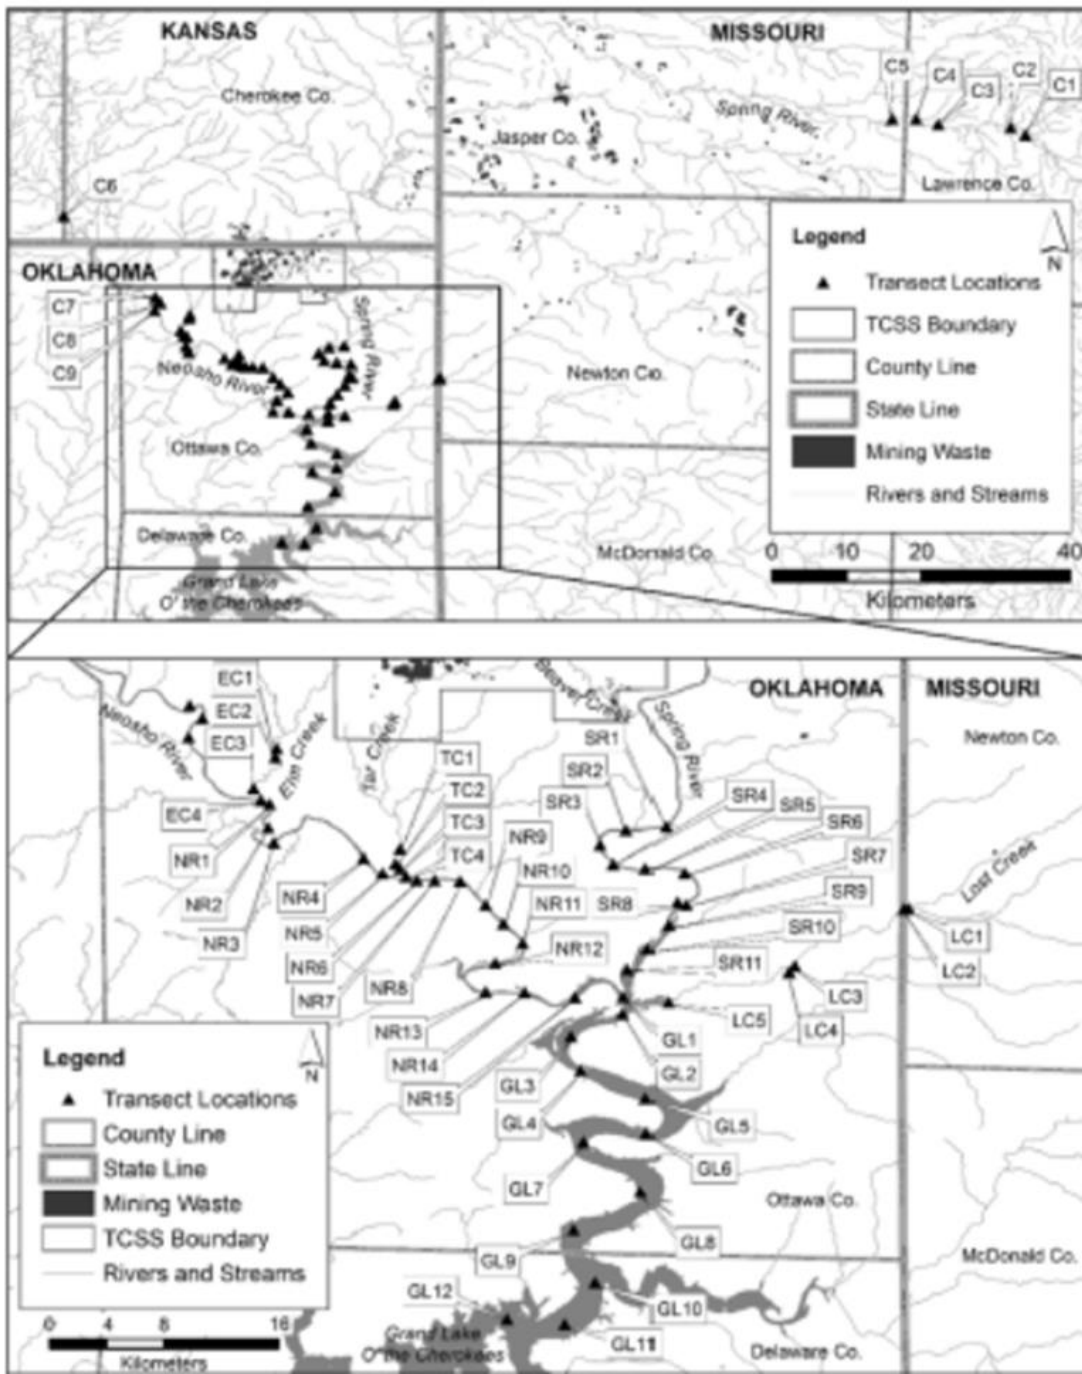 KANSAS
MISSOURI
Cherokee Co.
Jasper Co.
Spring River
C5
C4
C3
C2
C1
Lawrence Co.
C6
OKLAHOMA
C7
C8
C9
Neosho River
Spring River
Ottawa Co.
Newton Co.
Delaware Co.
McDonald Co.
Grand Lake
O' the Cherokees
Legend
N
Transect Locations
TCSS Boundary
County Line
State Line
Mining Waste
Rivers and Streams
0 10 20 40
Kilometers
OKLAHOMA
MISSOURI
EC1
EC2
EC3
EC4
Neosho River
Elm Creek
Tar Creek
Beaver Creek
Spring River
Newton Co.
Lost Creek
TC1
TC2
TC3
TC4
NR1
NR2
NR3
NR4
NR5
NR6
NR7
NR8
NR9
NR10
NR11
NR12
NR13
NR14
NR15
SR1
SR2
SR3
SR4
SR5
SR6
SR7
SR8
SR9
SR10
SR11
LC1
LC2
LC3
LC4
LC5
GL1
GL2
GL3
GL4
GL5
GL6
GL7
GL8
GL9
GL10
GL11
GL12
Ottawa Co.
McDonald Co.
Delaware Co.
Grand Lake
O' the Cherokees
Legend
N
Transect Locations
County Line
State Line
Mining Waste
TCSS Boundary
Rivers and Streams
0 4 8 16
Kilometers